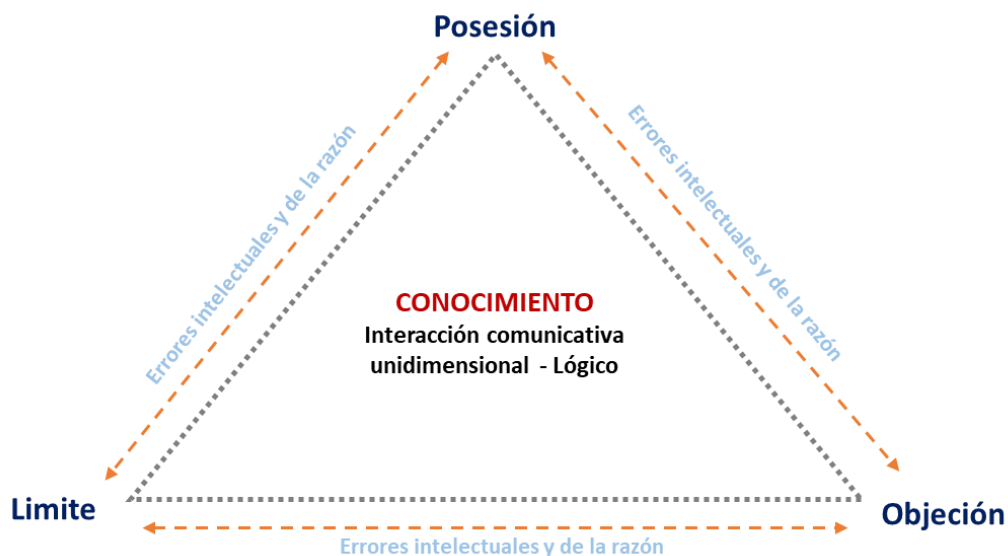 Posesión
Errores intelectuales y de la razón
Errores intelectuales y de la razón
CONOCIMIENTO
Interacción comunicativa
unidimensional - Lógico
Limite
Objeción
Errores intelectuales y de la razón